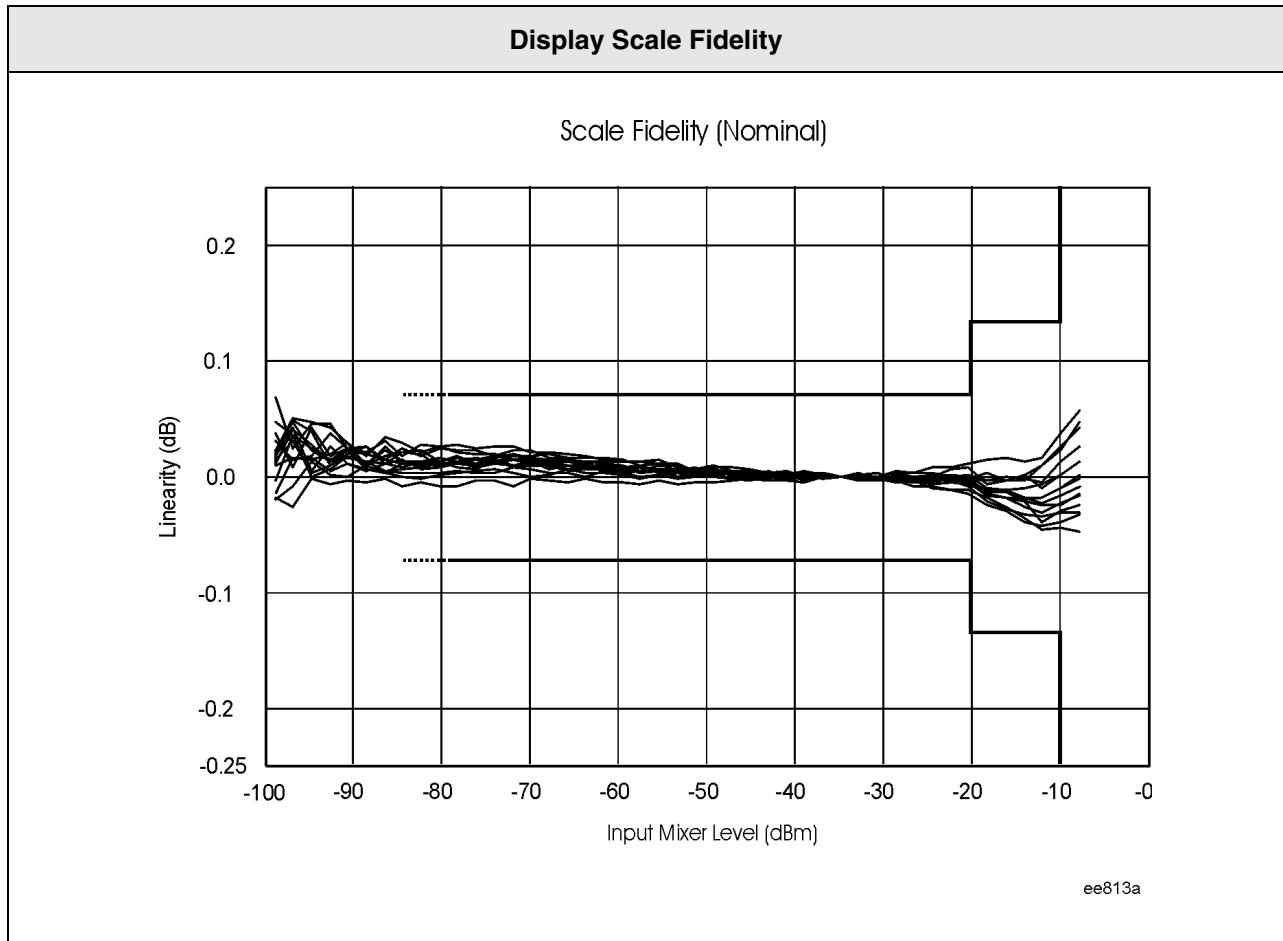 Display Scale Fidelity
Scale Fidelity (Nominal)
0.2
0.1
0.0
-0.1
-0.2
-0.25
Linearity (dB)
-100 -90 -80 -70 -60 -50 -40 -30 -20 -10 -0
Input Mixer Level (dBm)
ee813a